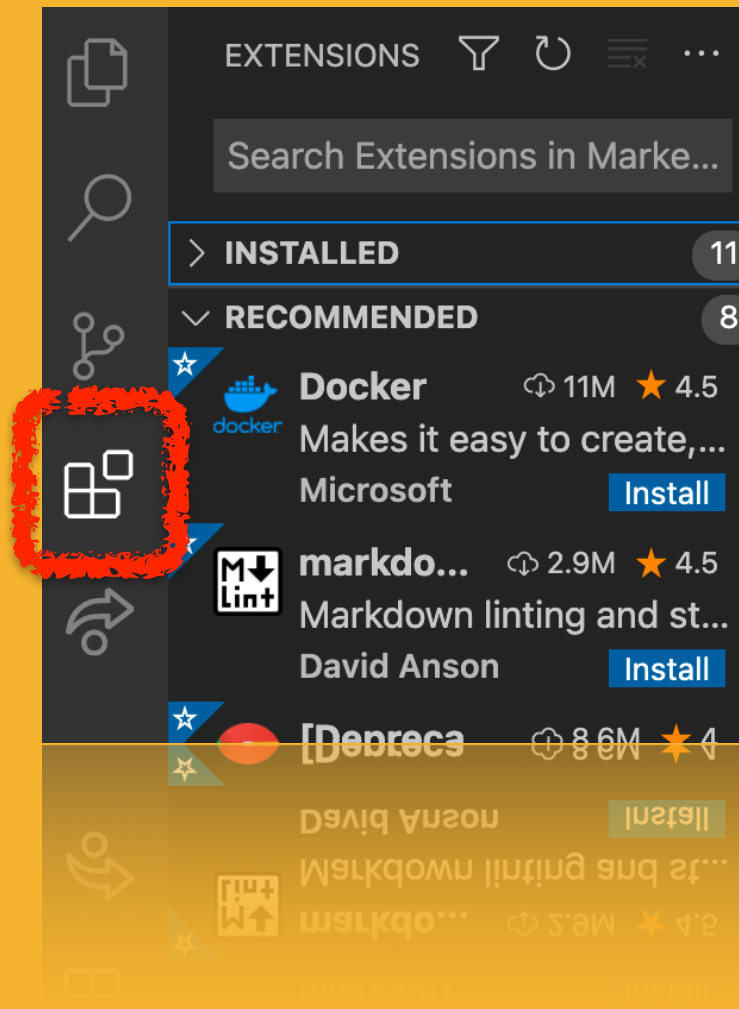 EXTENSIONS
Search Extensions in Marke...
INSTALLED 11
RECOMMENDED 8
Docker 11M 4.5
docker
Makes it easy to create,...
Microsoft Install
M Lint
markdo... 2.9M 4.5
Markdown linting and st...
David Anson Install
[Depreca 8.6M 4